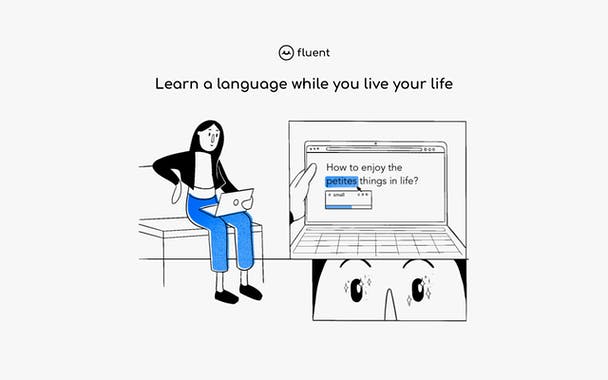 fluent
Learn a language while you live your life
How to enjoy the
petites things in life?
small